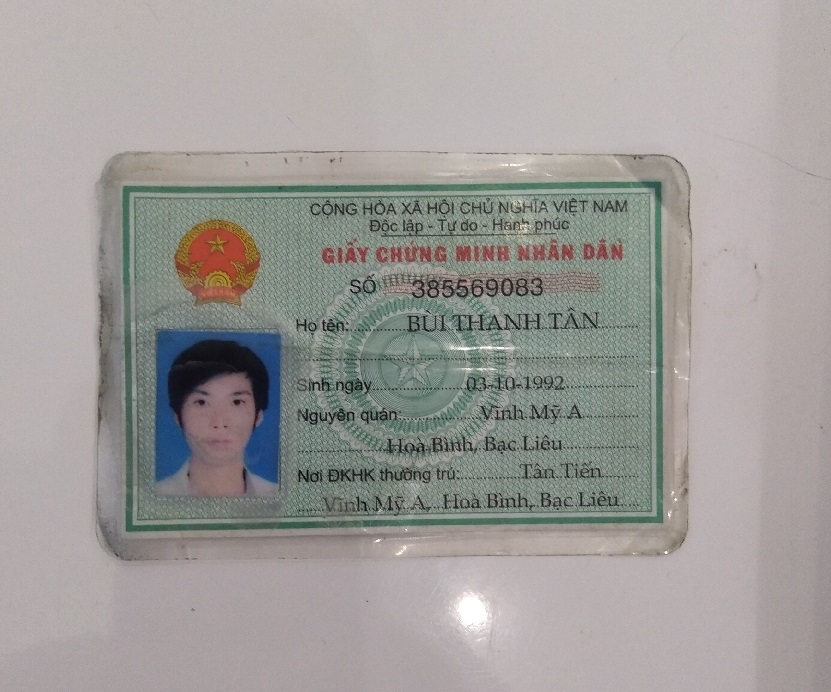 CỘNG HÒA XÃ HỘI CHỦ NGHĨA VIỆT NAM
Độc lập - Tự do - Hạnh phúc
GIẤY CHỨNG MINH NHÂN DÂN
SỐ 385569083
Họ tên: BÙI THANH TÂN
Sinh ngày 03-10-1992
Nguyên quán: Vĩnh Mỹ A
Hoà Bình, Bạc Liêu
Nơi ĐKHK thường trú: Tân Tiến
Vĩnh Mỹ A, Hoà Bình, Bạc Liêu